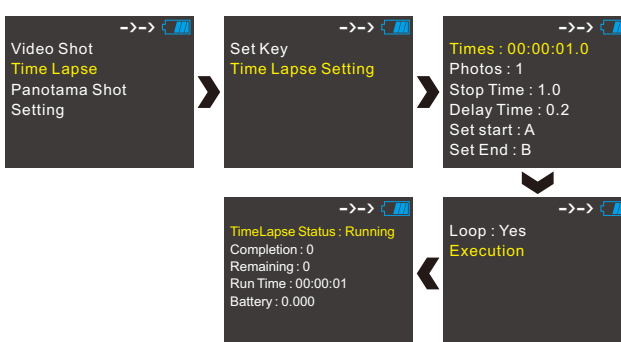 –>–>
Video Shot
Time Lapse
Panotama Shot
Setting
–>–>
Set Key
Time Lapse Setting
–>–>
Times : 00:00:01.0
Photos : 1
Stop Time : 1.0
Delay Time : 0.2
Set start : A
Set End : B
–>–>
Loop : Yes
Execution
–>–>
TimeLapse Status : Running
Completion : 0
Remaining : 0
Run Time : 00:00:01
Battery : 0.000